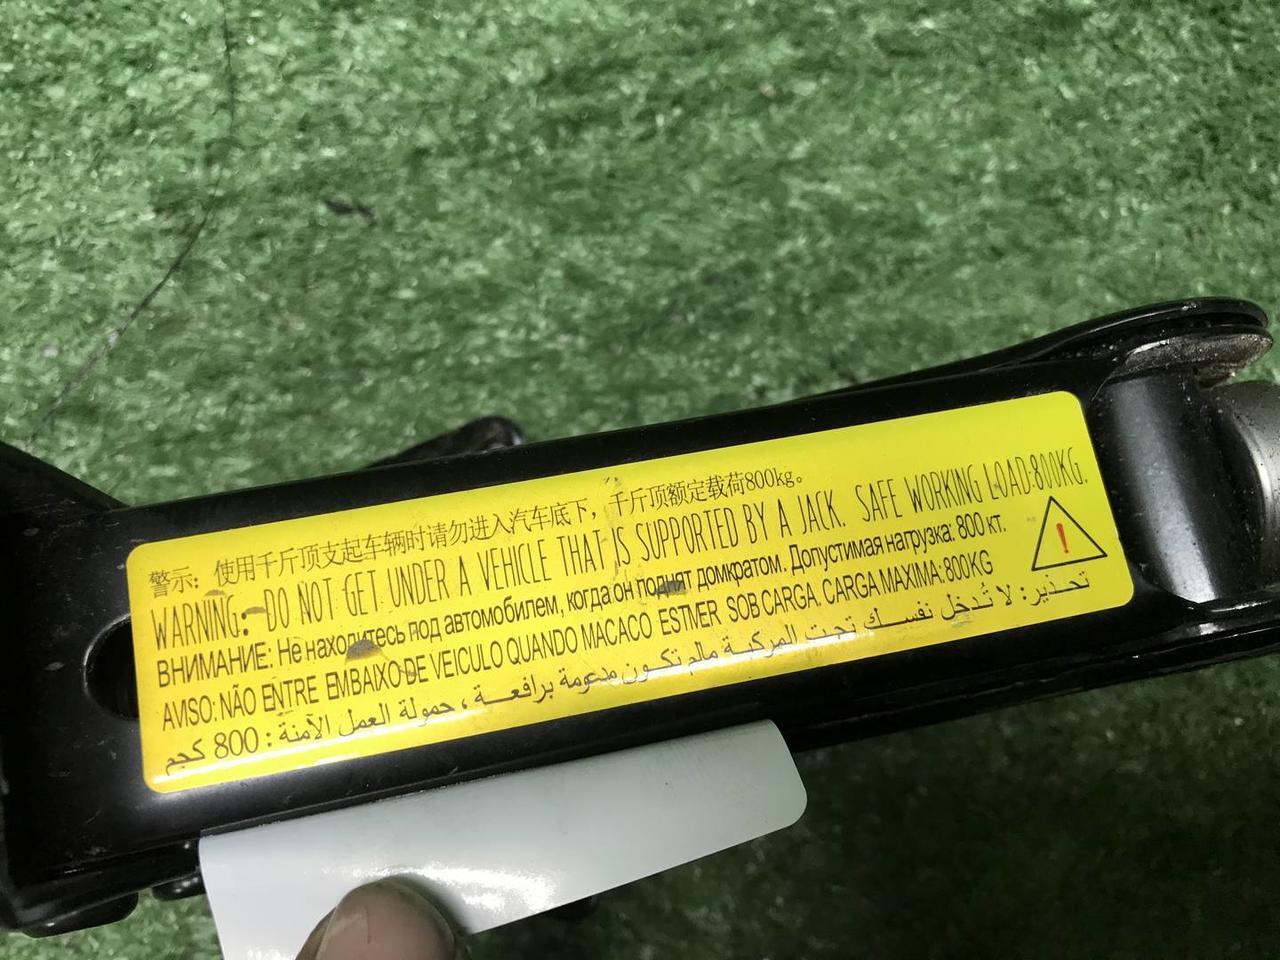 警示：使用千斤顶支起车辆时请勿进入汽车底下，千斤顶额定载荷800kg。
WARNING: DO NOT GET UNDER A VEHICLE THAT IS SUPPORTED BY A JACK. SAFE WORKING LOAD:800KG.
ВНИМАНИЕ: Не находитесь под автомобилем, когда он поднят домкратом. Допустимая нагрузка: 800 кт.
AVISO: NÃO ENTRE EMBAIXO DE VEICULO QUANDO MACACO ESTIVER SOB CARGA. CARGA MAXIMA: 800KG
تحذير: لا تُدخل نفسك تحت المركبة مالم تكون مدعومة برافعة ، حمولة العمل الآمنة : 800 كجم